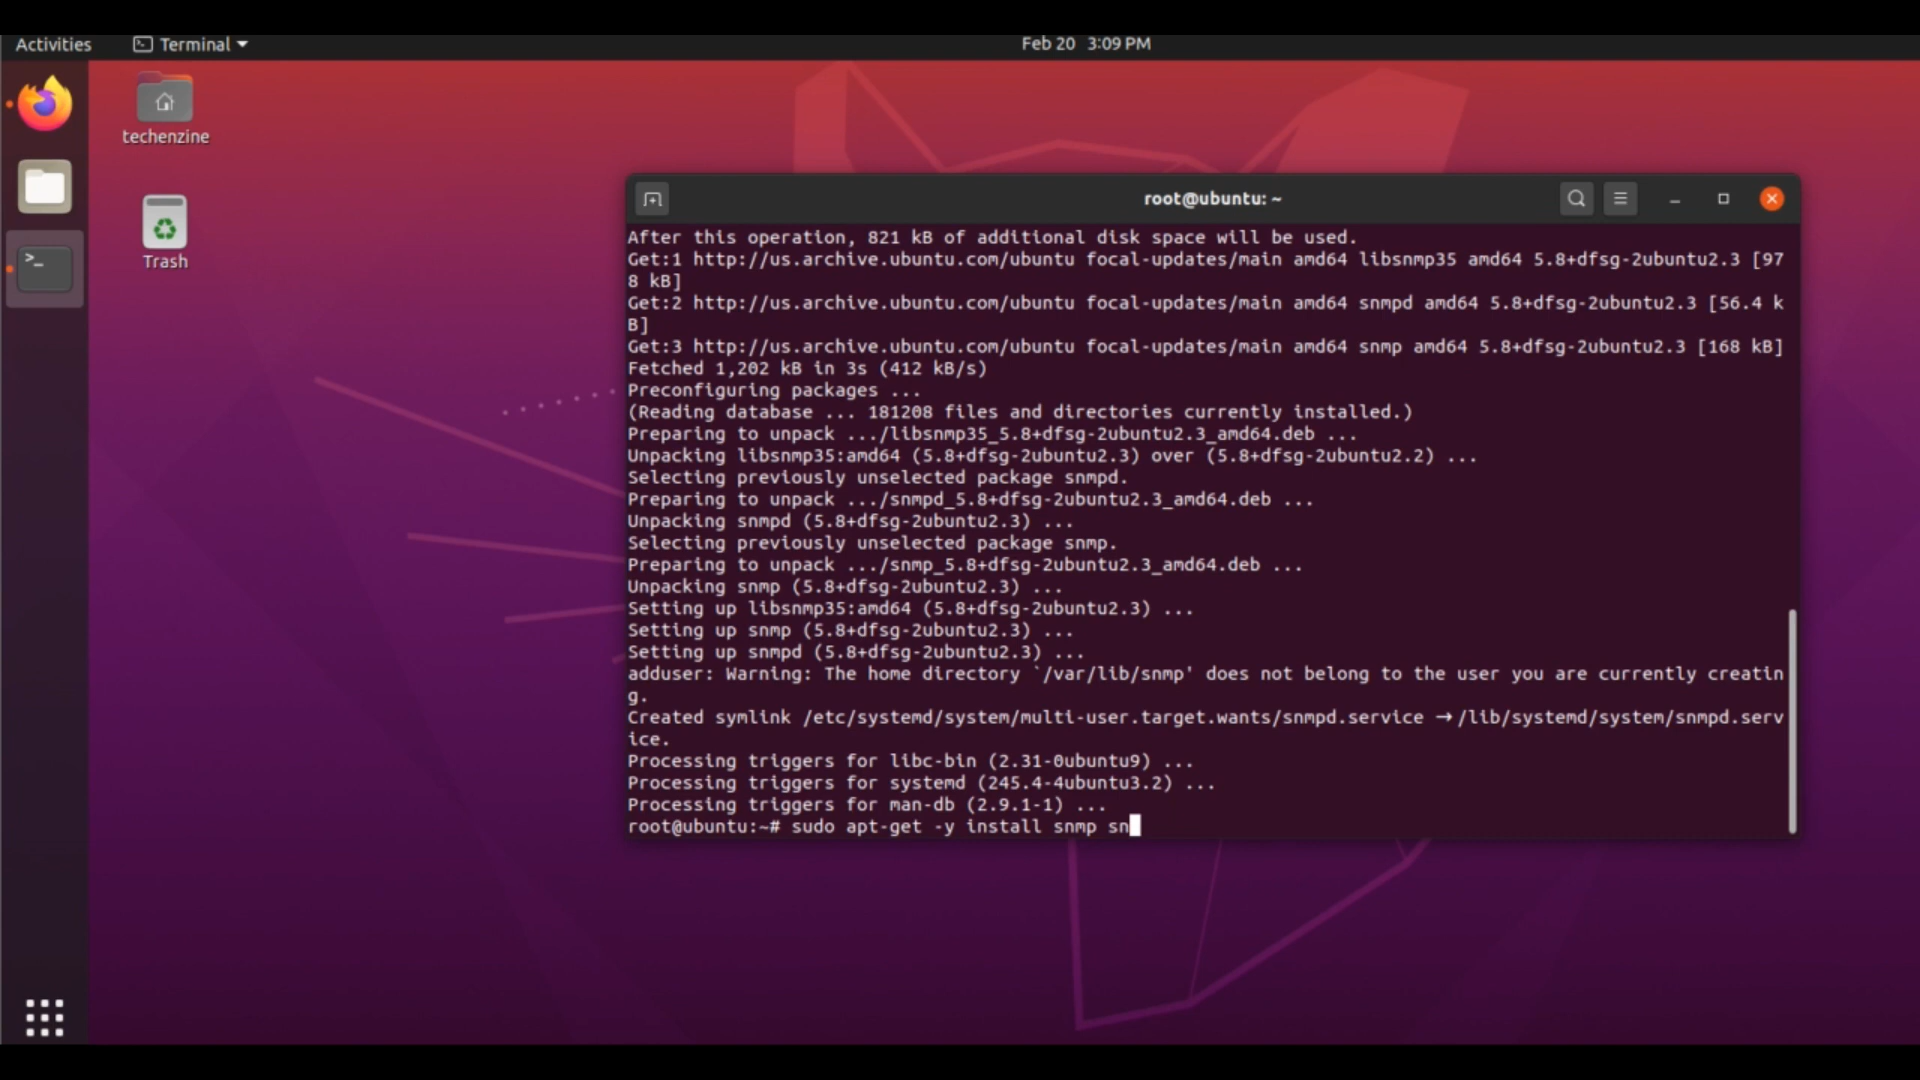 Activities
Terminal
Feb 20 3:09 PM
techenzine
Trash
root@ubuntu: ~
After this operation, 821 kB of additional disk space will be used.
Get:1 http://us.archive.ubuntu.com/ubuntu focal-updates/main amd64 libsnmp35 amd64 5.8+dfsg-2ubuntu2.3 [97
8 kB]
Get:2 http://us.archive.ubuntu.com/ubuntu focal-updates/main amd64 snmpd amd64 5.8+dfsg-2ubuntu2.3 [56.4 k
B]
Get:3 http://us.archive.ubuntu.com/ubuntu focal-updates/main amd64 snmp amd64 5.8+dfsg-2ubuntu2.3 [168 kB]
Fetched 1,202 kB in 3s (412 kB/s)
Preconfiguring packages ...
(Reading database ... 181208 files and directories currently installed.)
Preparing to unpack .../libsnmp35_5.8+dfsg-2ubuntu2.3_amd64.deb ...
Unpacking libsnmp35:amd64 (5.8+dfsg-2ubuntu2.3) over (5.8+dfsg-2ubuntu2.2) ...
Selecting previously unselected package snmpd.
Preparing to unpack .../snmpd_5.8+dfsg-2ubuntu2.3_amd64.deb ...
Unpacking snmpd (5.8+dfsg-2ubuntu2.3) ...
Selecting previously unselected package snmp.
Preparing to unpack .../snmp_5.8+dfsg-2ubuntu2.3_amd64.deb ...
Unpacking snmp (5.8+dfsg-2ubuntu2.3) ...
Setting up libsnmp35:amd64 (5.8+dfsg-2ubuntu2.3) ...
Setting up snmp (5.8+dfsg-2ubuntu2.3) ...
Setting up snmpd (5.8+dfsg-2ubuntu2.3) ...
adduser: Warning: The home directory `/var/lib/snmp' does not belong to the user you are currently creatin
g.
Created symlink /etc/systemd/system/multi-user.target.wants/snmpd.service → /lib/systemd/system/snmpd.serv
ice.
Processing triggers for libc-bin (2.31-0ubuntu9) ...
Processing triggers for systemd (245.4-4ubuntu3.2) ...
Processing triggers for man-db (2.9.1-1) ...
root@ubuntu:~# sudo apt-get -y install snmp sn